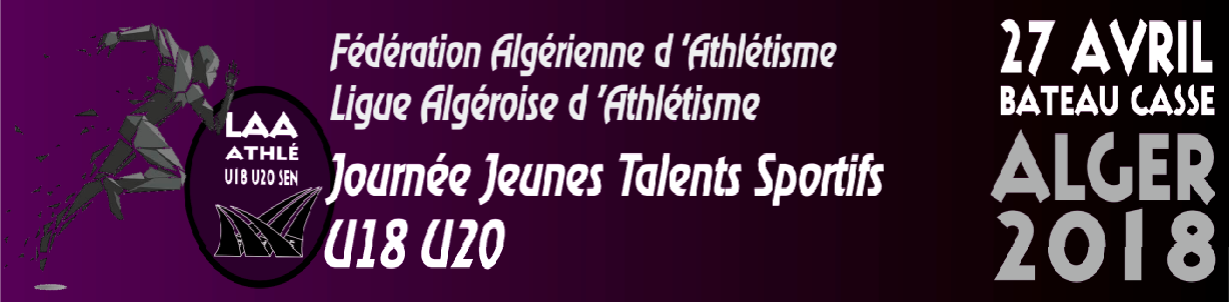 Fédération Algérienne d'Athlétisme
Ligue Algéroise d'Athlétisme
Journée Jeunes Talents Sportifs
U18 U20
LAA
ATHLÉ
U18 U20 SEN
27 AVRIL
BATEAU CASSE
ALGER
2018